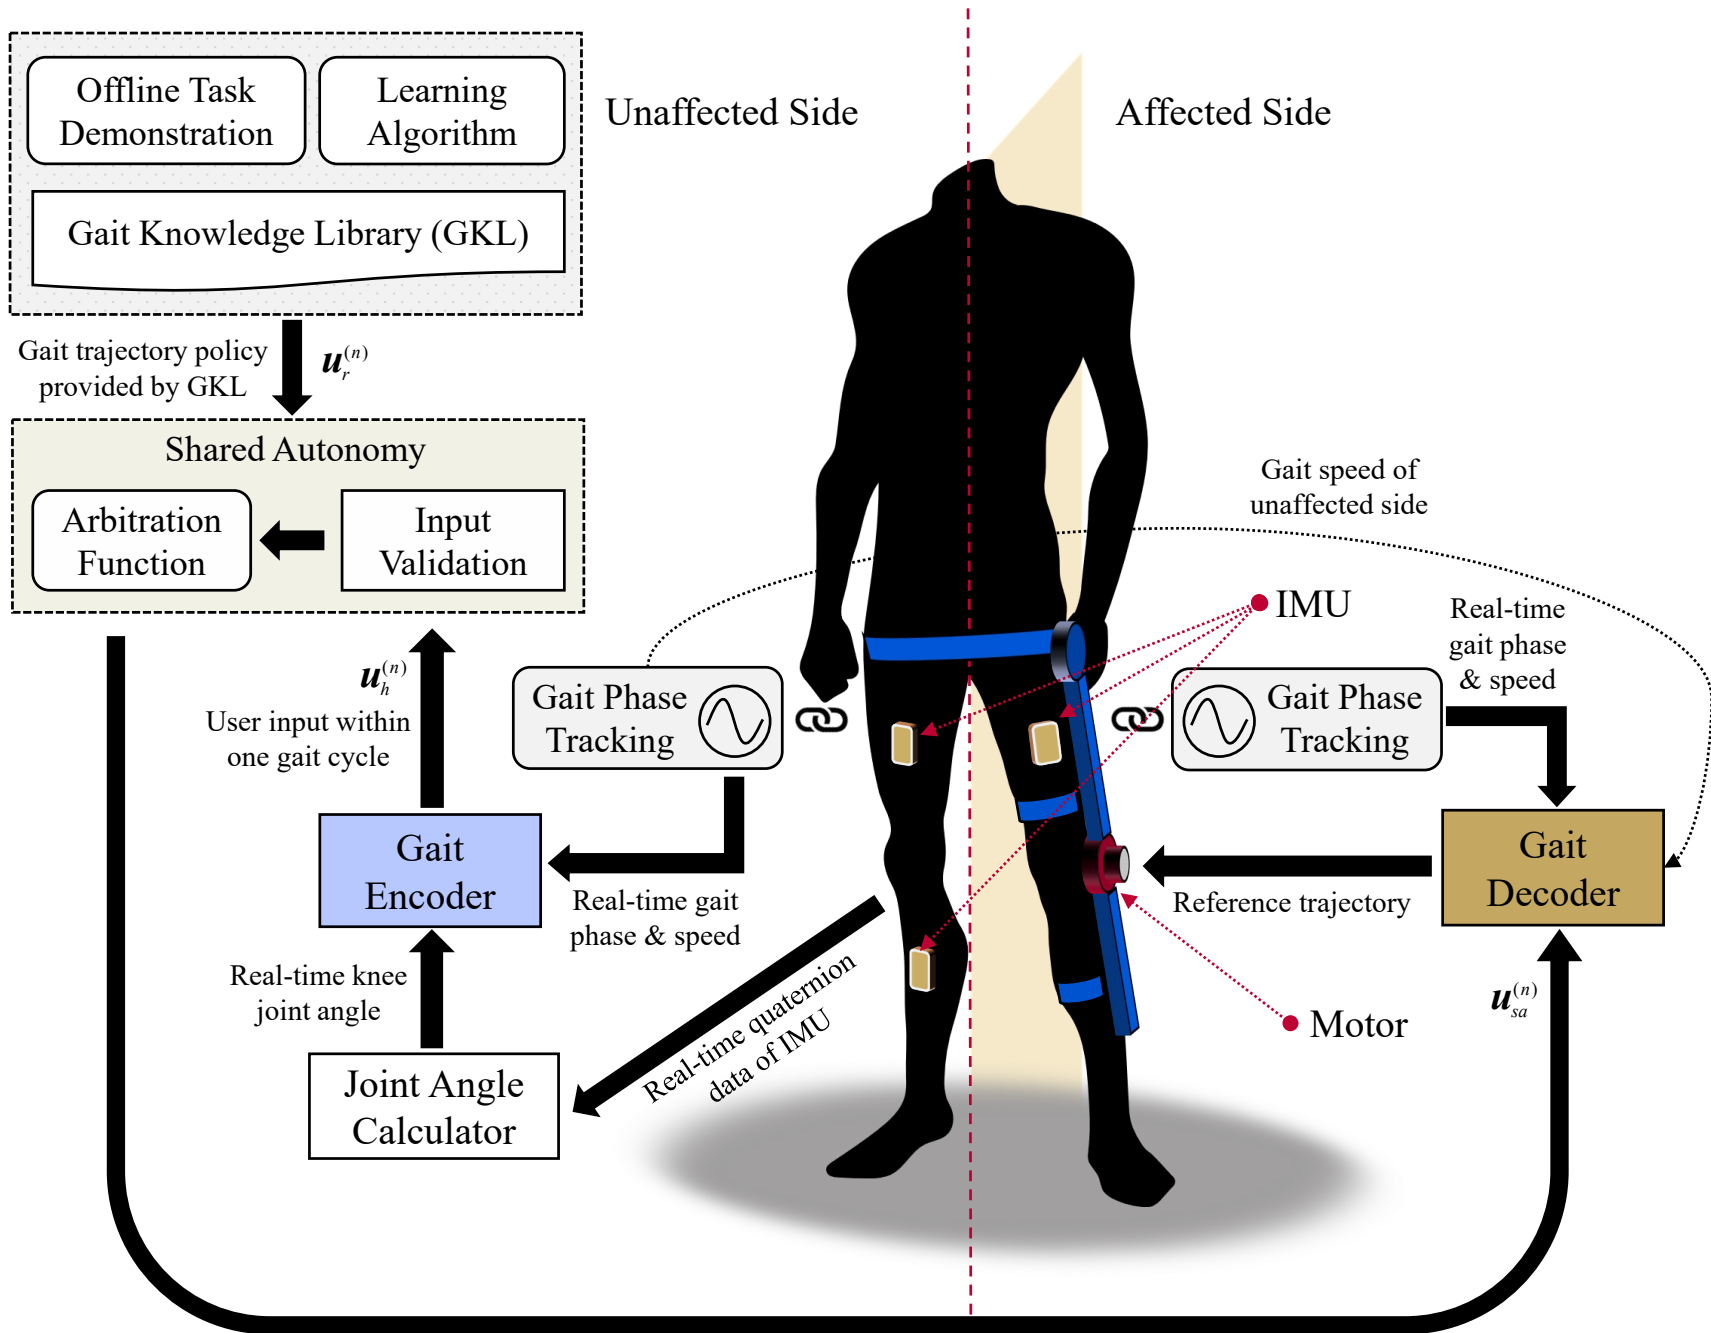 Offline Task
Demonstration
Learning
Algorithm
Gait Knowledge Library (GKL)
Unaffected Side
Affected Side
Gait trajectory policy
provided by GKL
u_r^(n)
Shared Autonomy
Arbitration
Function
Input
Validation
Gait speed of
unaffected side
IMU
Real-time
gait phase
& speed
u_h^(n)
User input within
one gait cycle
Gait Phase
Tracking
Gait Phase
Tracking
Gait
Encoder
Real-time gait
phase & speed
Gait
Decoder
Reference trajectory
Real-time knee
joint angle
Real-time quaternion
data of IMU
u_sa^(n)
Motor
Joint Angle
Calculator